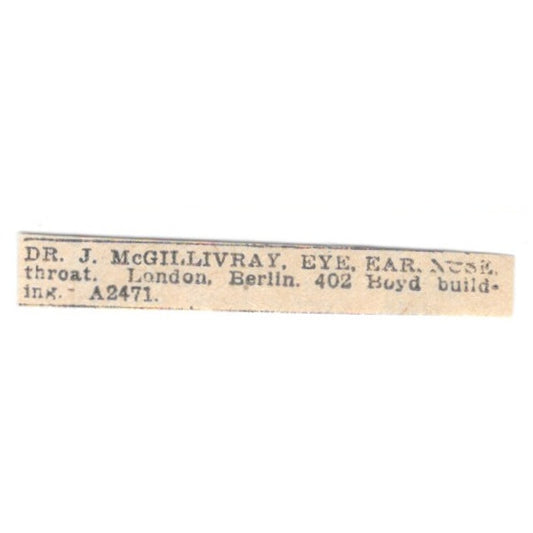 DR. J. McGILLIVRAY, EYE, EAR, NOSE,
throat. London, Berlin. 402 Boyd build-
ing. A2471.